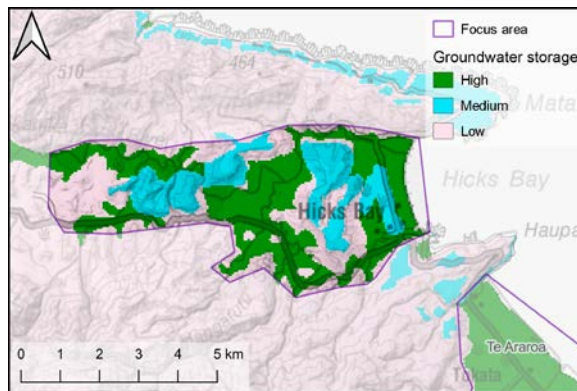 Focus area
Groundwater storage
High
Medium
Low
510
464
Mata
Hicks Bay
Hicks Bay
Haupa
Te Araroa
0 1 2 3 4 5 km